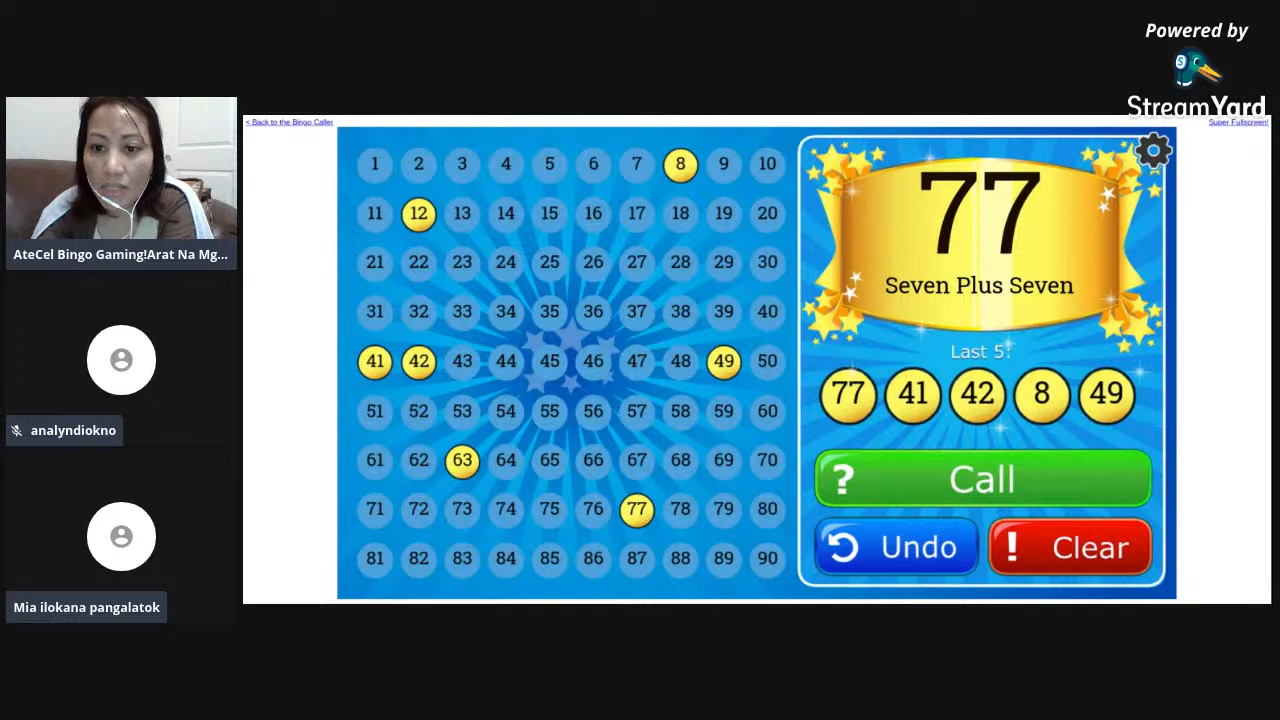 Powered by
StreamYard
< Back to the Bingo Caller
Super Fullscreen!
1 2 3 4 5 6 7 8 9 10
11 12 13 14 15 16 17 18 19 20
21 22 23 24 25 26 27 28 29 30
31 32 33 34 35 36 37 38 39 40
41 42 43 44 45 46 47 48 49 50
51 52 53 54 55 56 57 58 59 60
61 62 63 64 65 66 67 68 69 70
71 72 73 74 75 76 77 78 79 80
81 82 83 84 85 86 87 88 89 90
77
Seven Plus Seven
Last 5:
77 41 42 8 49
? Call
Undo
! Clear
AteCel Bingo Gaming!Arat Na Mg...
analyndiokno
Mia ilokana pangalatok